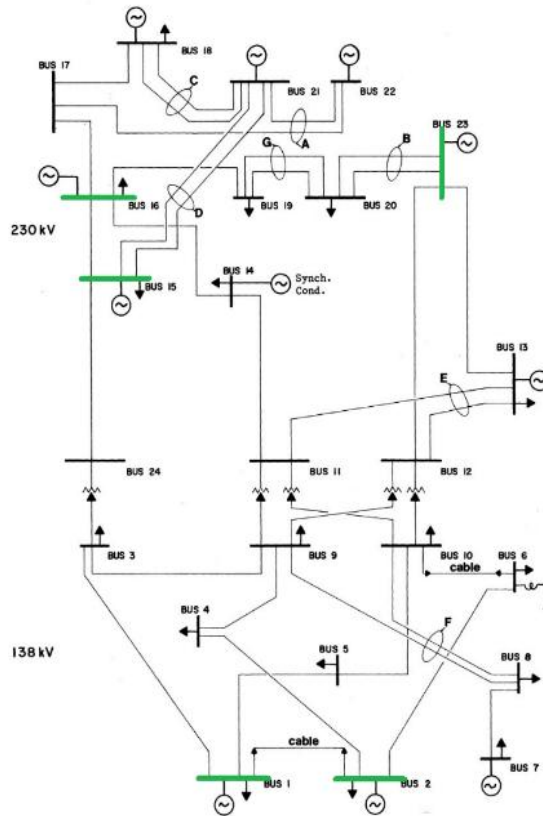 BUS 18
BUS 17
C
BUS 21
BUS 22
BUS 23
A
G
B
BUS 16
D
BUS 19
BUS 20
230 kV
BUS 15
BUS 14
Synch.
Cond.
BUS 13
E
BUS 24
BUS 11
BUS 12
BUS 3
BUS 9
BUS 10
BUS 6
cable
BUS 4
F
BUS 5
138 kV
BUS 8
cable
BUS 1
BUS 2
BUS 7